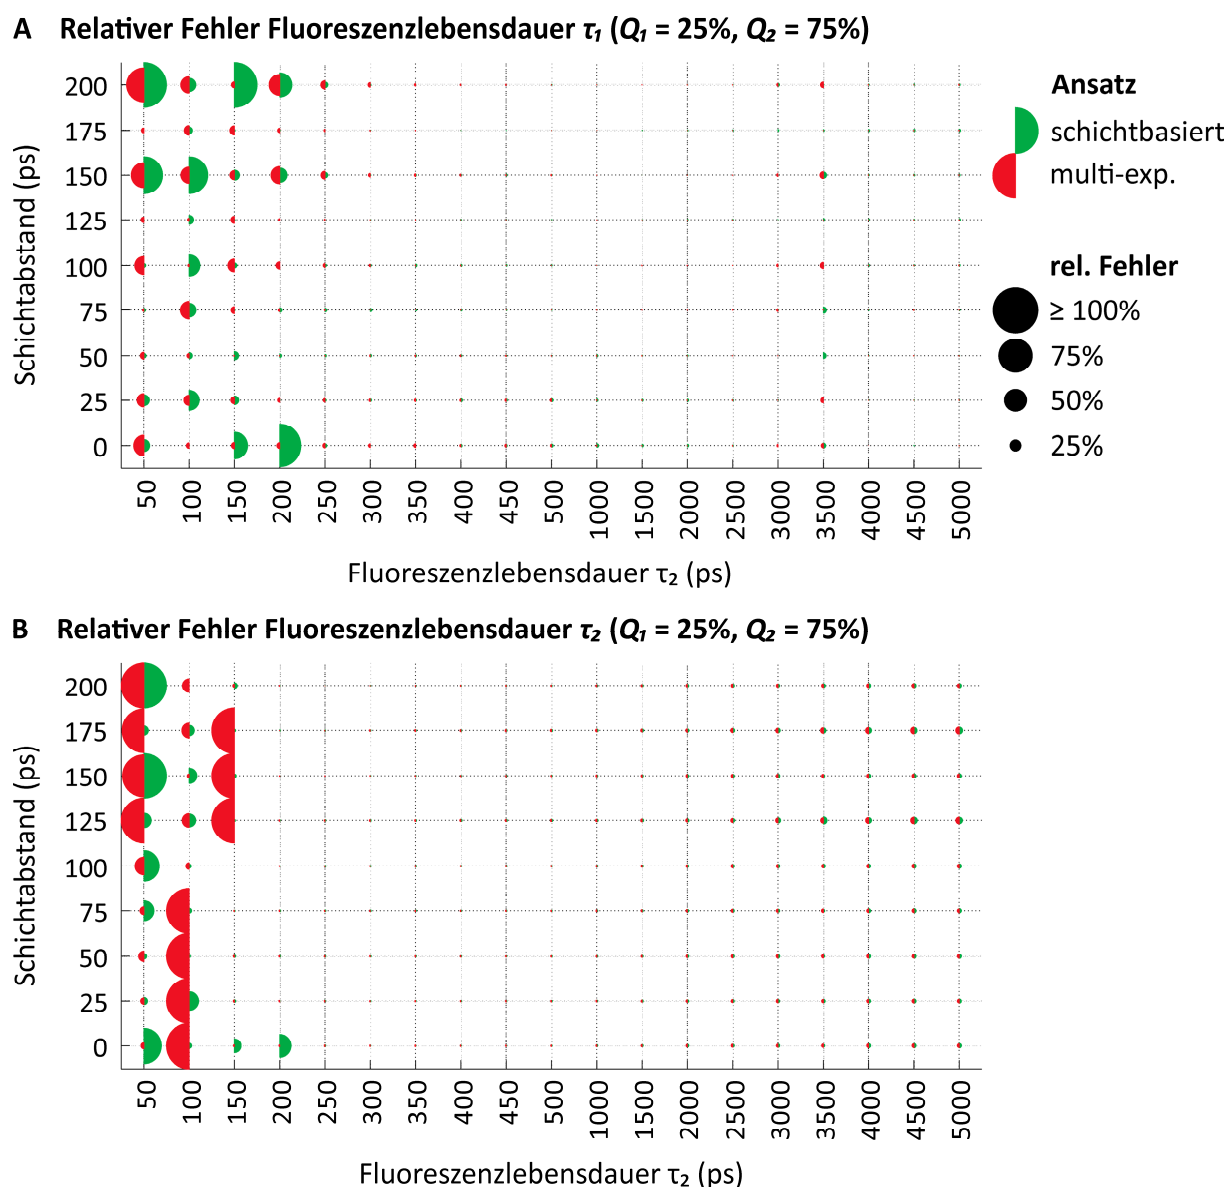 A Relativer Fehler Fluoreszenzlebensdauer τ₁ (Q₁ = 25%, Q₂ = 75%)
Schichtabstand (ps)
200
175
150
125
100
75
50
25
0
50 100 150 200 250 300 350 400 450 500 1000 1500 2000 2500 3000 3500 4000 4500 5000
Fluoreszenzlebensdauer τ₂ (ps)
Ansatz
schichtbasiert
multi-exp.
rel. Fehler
≥ 100%
75%
50%
25%
B Relativer Fehler Fluoreszenzlebensdauer τ₂ (Q₁ = 25%, Q₂ = 75%)
Schichtabstand (ps)
200
175
150
125
100
75
50
25
0
50 100 150 200 250 300 350 400 450 500 1000 1500 2000 2500 3000 3500 4000 4500 5000
Fluoreszenzlebensdauer τ₂ (ps)